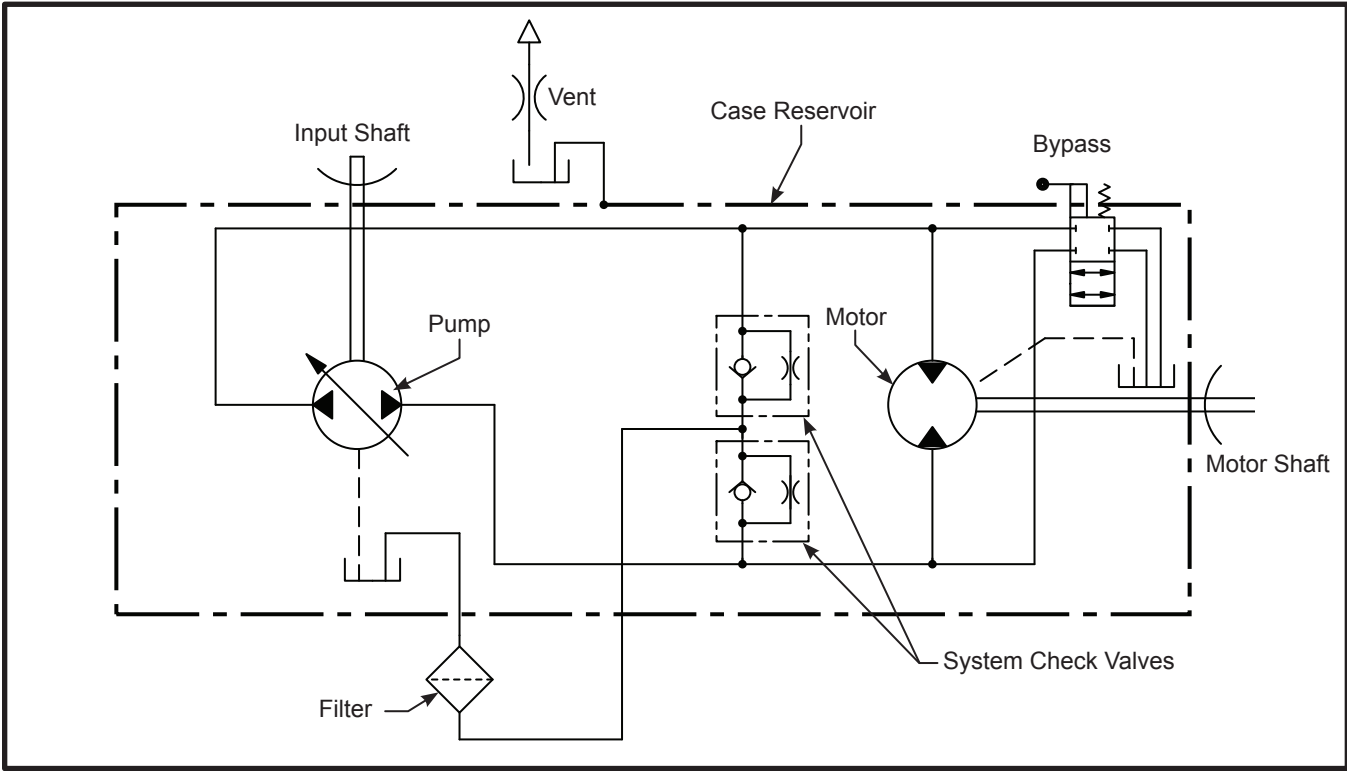 Vent
Case Reservoir
Input Shaft
Bypass
Pump
Motor
Motor Shaft
System Check Valves
Filter